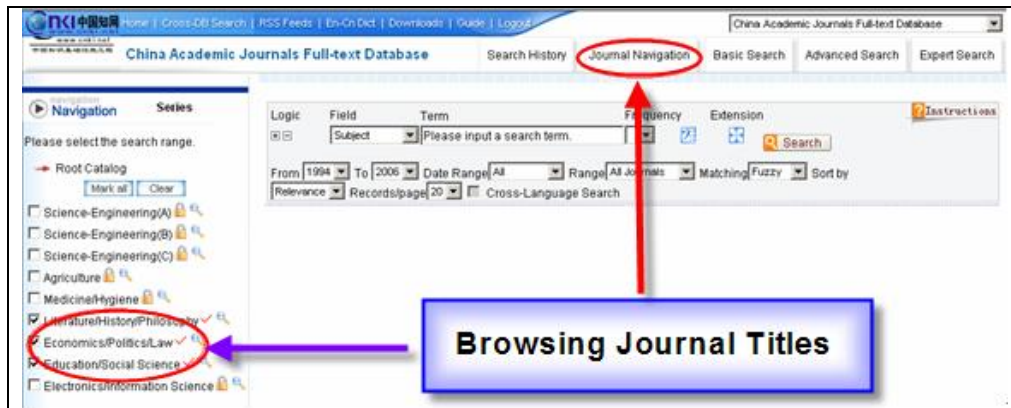 CNKI 中国知网 Home | Cross-DB Search | RSS Feeds | En-Cn Dict | Downloads | Guide | Logout China Academic Journals Full-text Database
www.cnki.net
China Academic Journals Full-text Database Search History Journal Navigation Basic Search Advanced Search Expert Search
navigation
Navigation Series
Please select the search range.
Root Catalog
Mark all Clear
Science-Engineering(A)
Science-Engineering(B)
Science-Engineering(C)
Agriculture
Medicine/Hygiene
Literature/History/Philosophy
Economics/Politics/Law
Education/Social Science
Electronics/Information Science
Logic Field Term Frequency Extension Instructions
Subject Please input a search term. Search
From 1994 To 2006 Date Range All Range All Journals Matching Fuzzy Sort by
Relevance Records/page 20 Cross-Language Search
Browsing Journal Titles